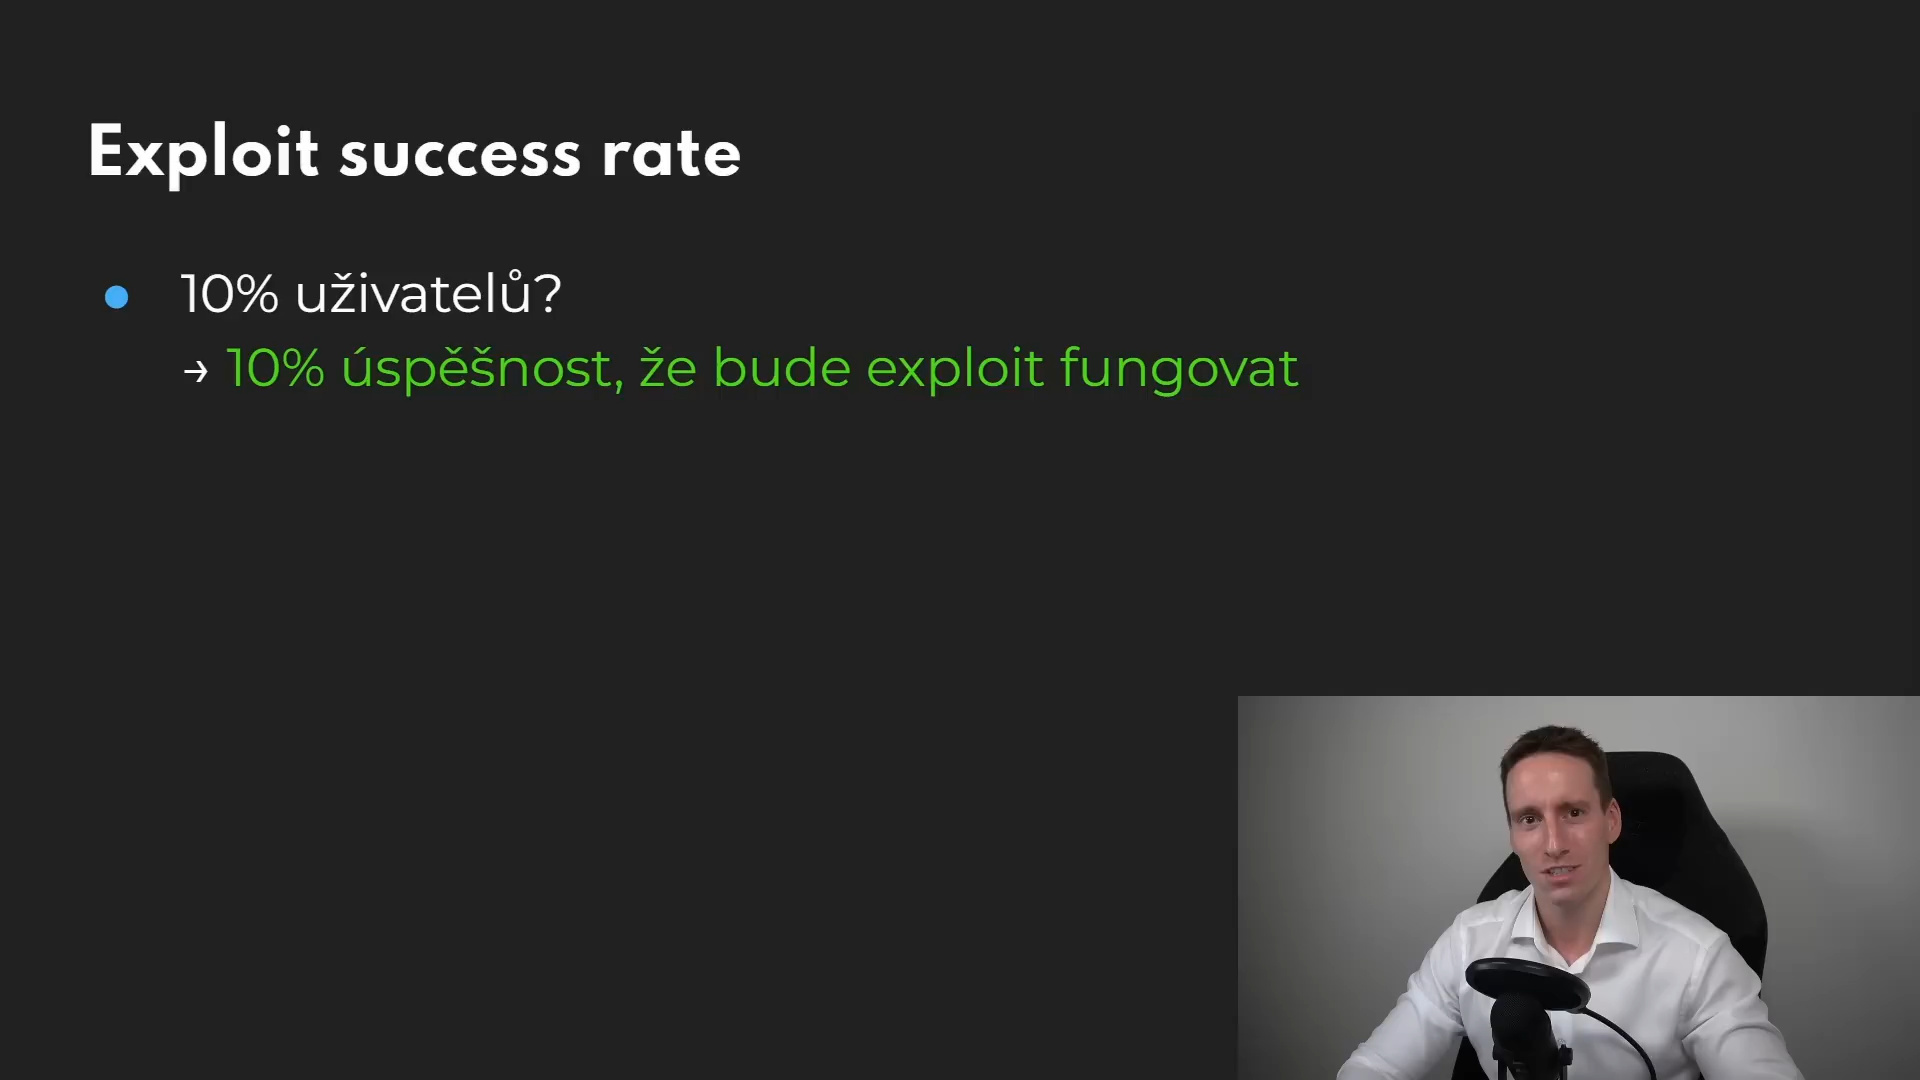 Exploit success rate
10% uživatelů?
→ 10% úspěšnost, že bude exploit fungovat